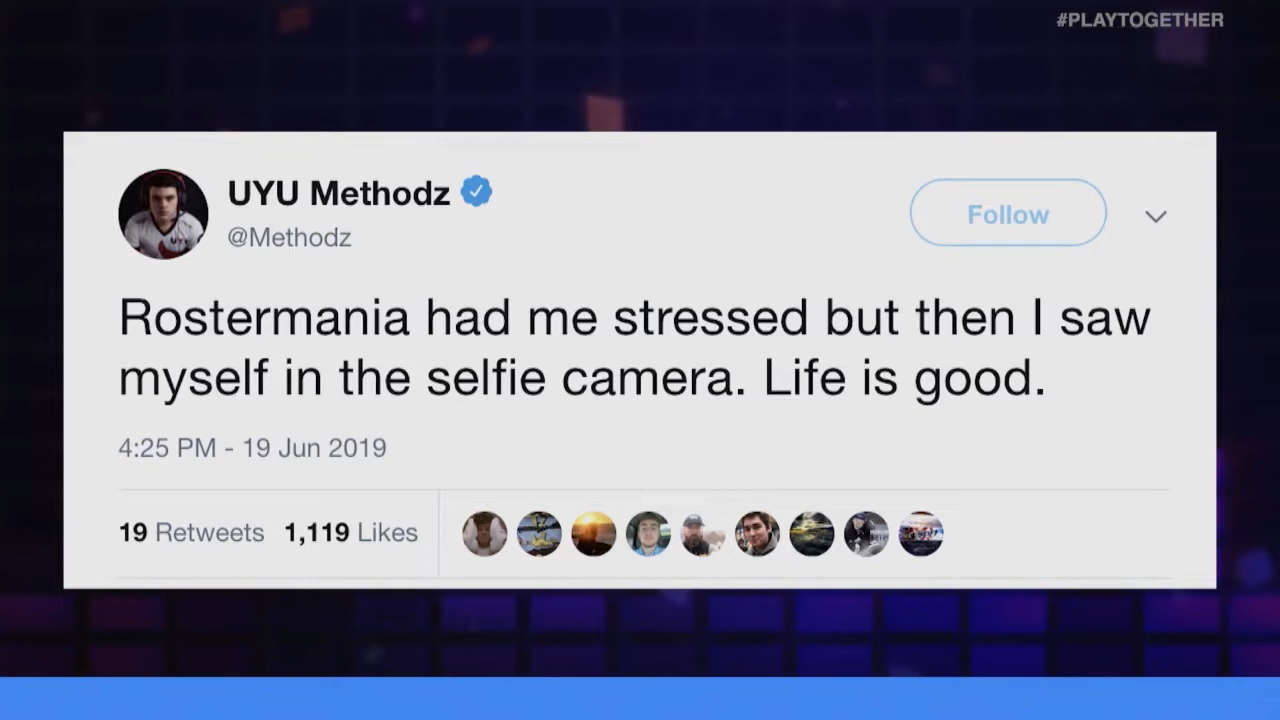 #PLAYTOGETHER
UYU Methodz
@Methodz
Follow
Rostermania had me stressed but then I saw
myself in the selfie camera. Life is good.
4:25 PM - 19 Jun 2019
19 Retweets 1,119 Likes